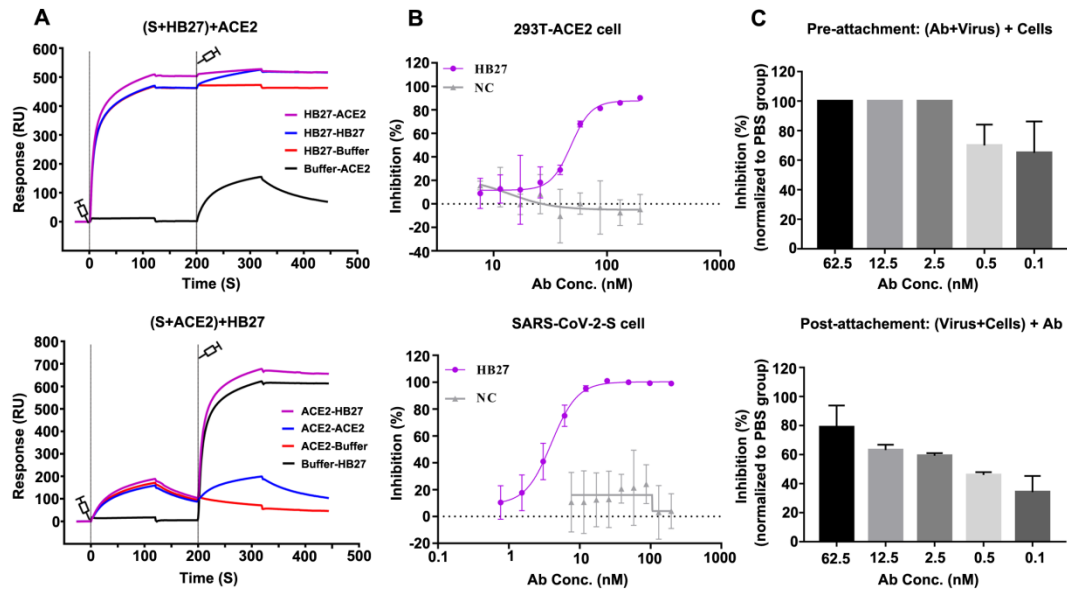 A
(S+HB27)+ACE2
Response (RU)
600
500
400
300
200
100
0
HB27-ACE2
HB27-HB27
HB27-Buffer
Buffer-ACE2
0
100
200
300
400
500
Time (S)
B
293T-ACE2 cell
HB27
NC
Inhibition (%)
120
100
80
60
40
20
0
-20
-40
10
100
1000
Ab Conc. (nM)
C
Pre-attachment: (Ab+Virus) + Cells
Inhibition (%)
(normalized to PBS group)
120
100
80
60
40
20
0
62.5
12.5
2.5
0.5
0.1
Ab Conc. (nM)
(S+ACE2)+HB27
Response (RU)
800
700
600
500
400
300
200
100
0
ACE2-HB27
ACE2-ACE2
ACE2-Buffer
Buffer-HB27
0
100
200
300
400
500
Time (S)
SARS-CoV-2-S cell
HB27
NC
Inhibition (%)
120
100
80
60
40
20
0
-20
0.1
1
10
100
1000
Ab Conc. (nM)
Post-attachement: (Virus+Cells) + Ab
Inhibition (%)
(normalized to PBS group)
120
100
80
60
40
20
0
62.5
12.5
2.5
0.5
0.1
Ab Conc. (nM)